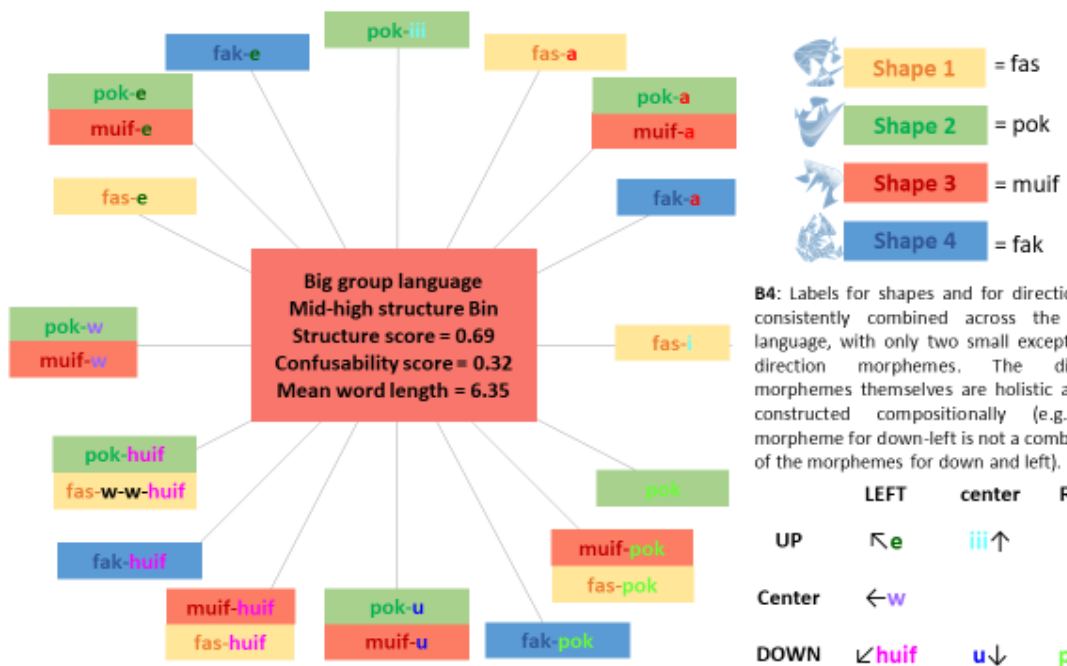 pok-iii
fak-e
fas-a
pok-e
muif-e
pok-a
muif-a
fas-e
fak-a
Big group language
Mid-high structure Bin
Structure score = 0.69
Confusability score = 0.32
Mean word length = 6.35
pok-w
muif-w
fas-i
pok-huif
fas-w-w-huif
pok
fak-huif
muif-pok
fas-pok
muif-huif
fas-huif
pok-u
muif-u
fak-pok
Shape 1 = fas
Shape 2 = pok
Shape 3 = muif
Shape 4 = fak
B4: Labels for shapes and for
consistently combined across the
language, with only two small
direction morphemes. The
morphemes themselves are holistic
constructed compositionally (e.g.
morpheme for down-left is not a
of the morphemes for down and left).
LEFT center
UP ↖e iii↑
Center ←w
DOWN ↙huif u↓